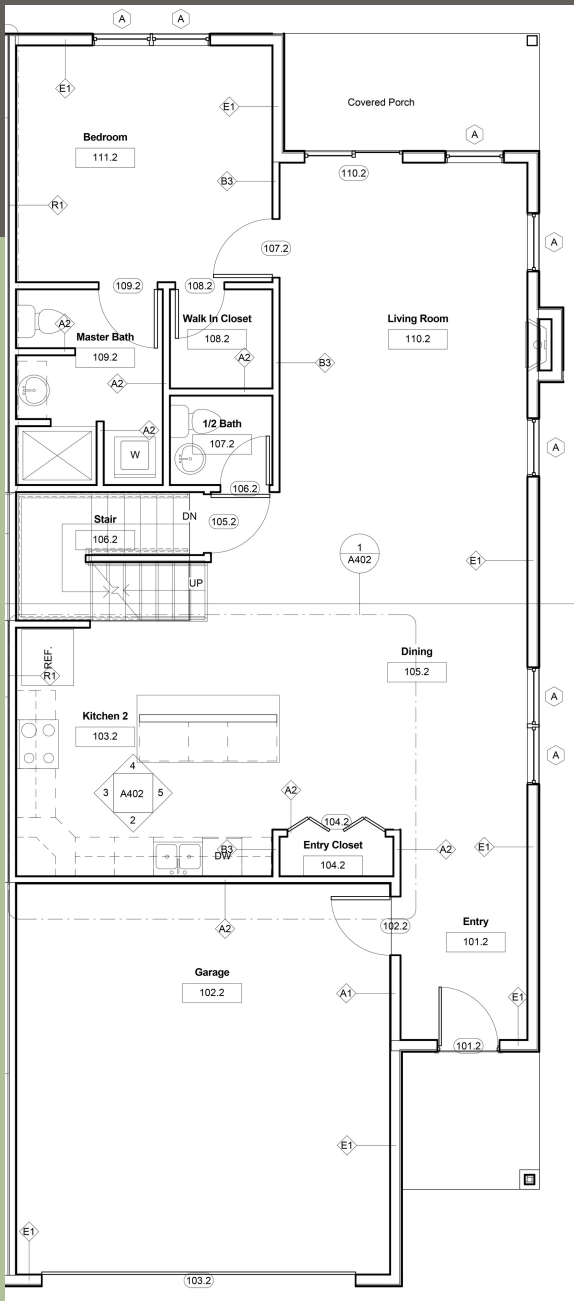 A
A
E1
E1
Covered Porch
A
Bedroom
111.2
B3
110.2
R1
107.2
A
109.2
108.2
A2
Master Bath
109.2
Walk In Closet
108.2
A2
Living Room
110.2
B3
A2
1/2 Bath
107.2
A2
W
A
106.2
Stair
106.2
DN
105.2
1
A402
E1
UP
REF.
R1
Dining
105.2
A
Kitchen 2
103.2
A
4
3
A402
5
2
A2
104.2
B3
DW
Entry Closet
104.2
A2
E1
A2
102.2
Entry
101.2
Garage
102.2
A1
E1
101.2
E1
E1
103.2